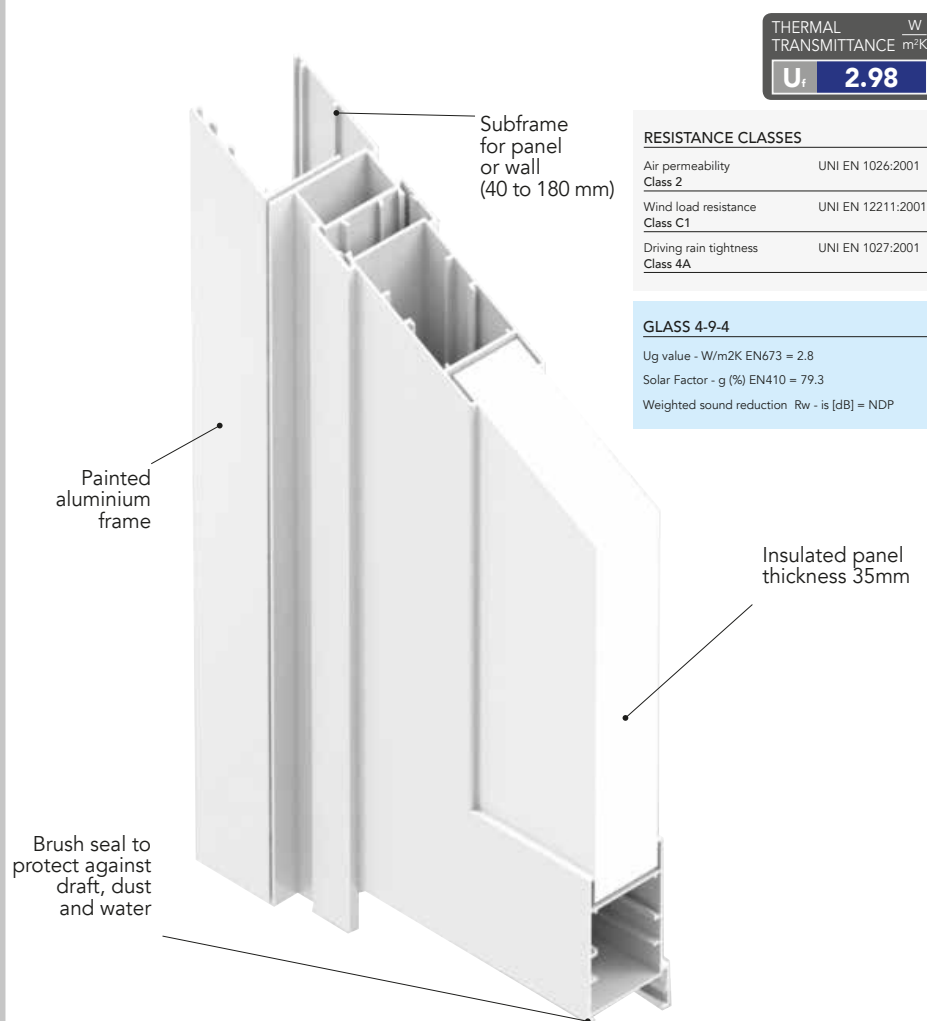 THERMAL W
TRANSMITTANCE m²K
Uf 2.98
Subframe
for panel
or wall
(40 to 180 mm)
RESISTANCE CLASSES
Air permeability UNI EN 1026:2001
Class 2
Wind load resistance UNI EN 12211:2001
Class C1
Driving rain tightness UNI EN 1027:2001
Class 4A
GLASS 4-9-4
Ug value - W/m2K EN673 = 2.8
Solar Factor - g (%) EN410 = 79.3
Weighted sound reduction Rw - is [dB] = NDP
Painted
aluminium
frame
Insulated panel
thickness 35mm
Brush seal to
protect against
draft, dust
and water